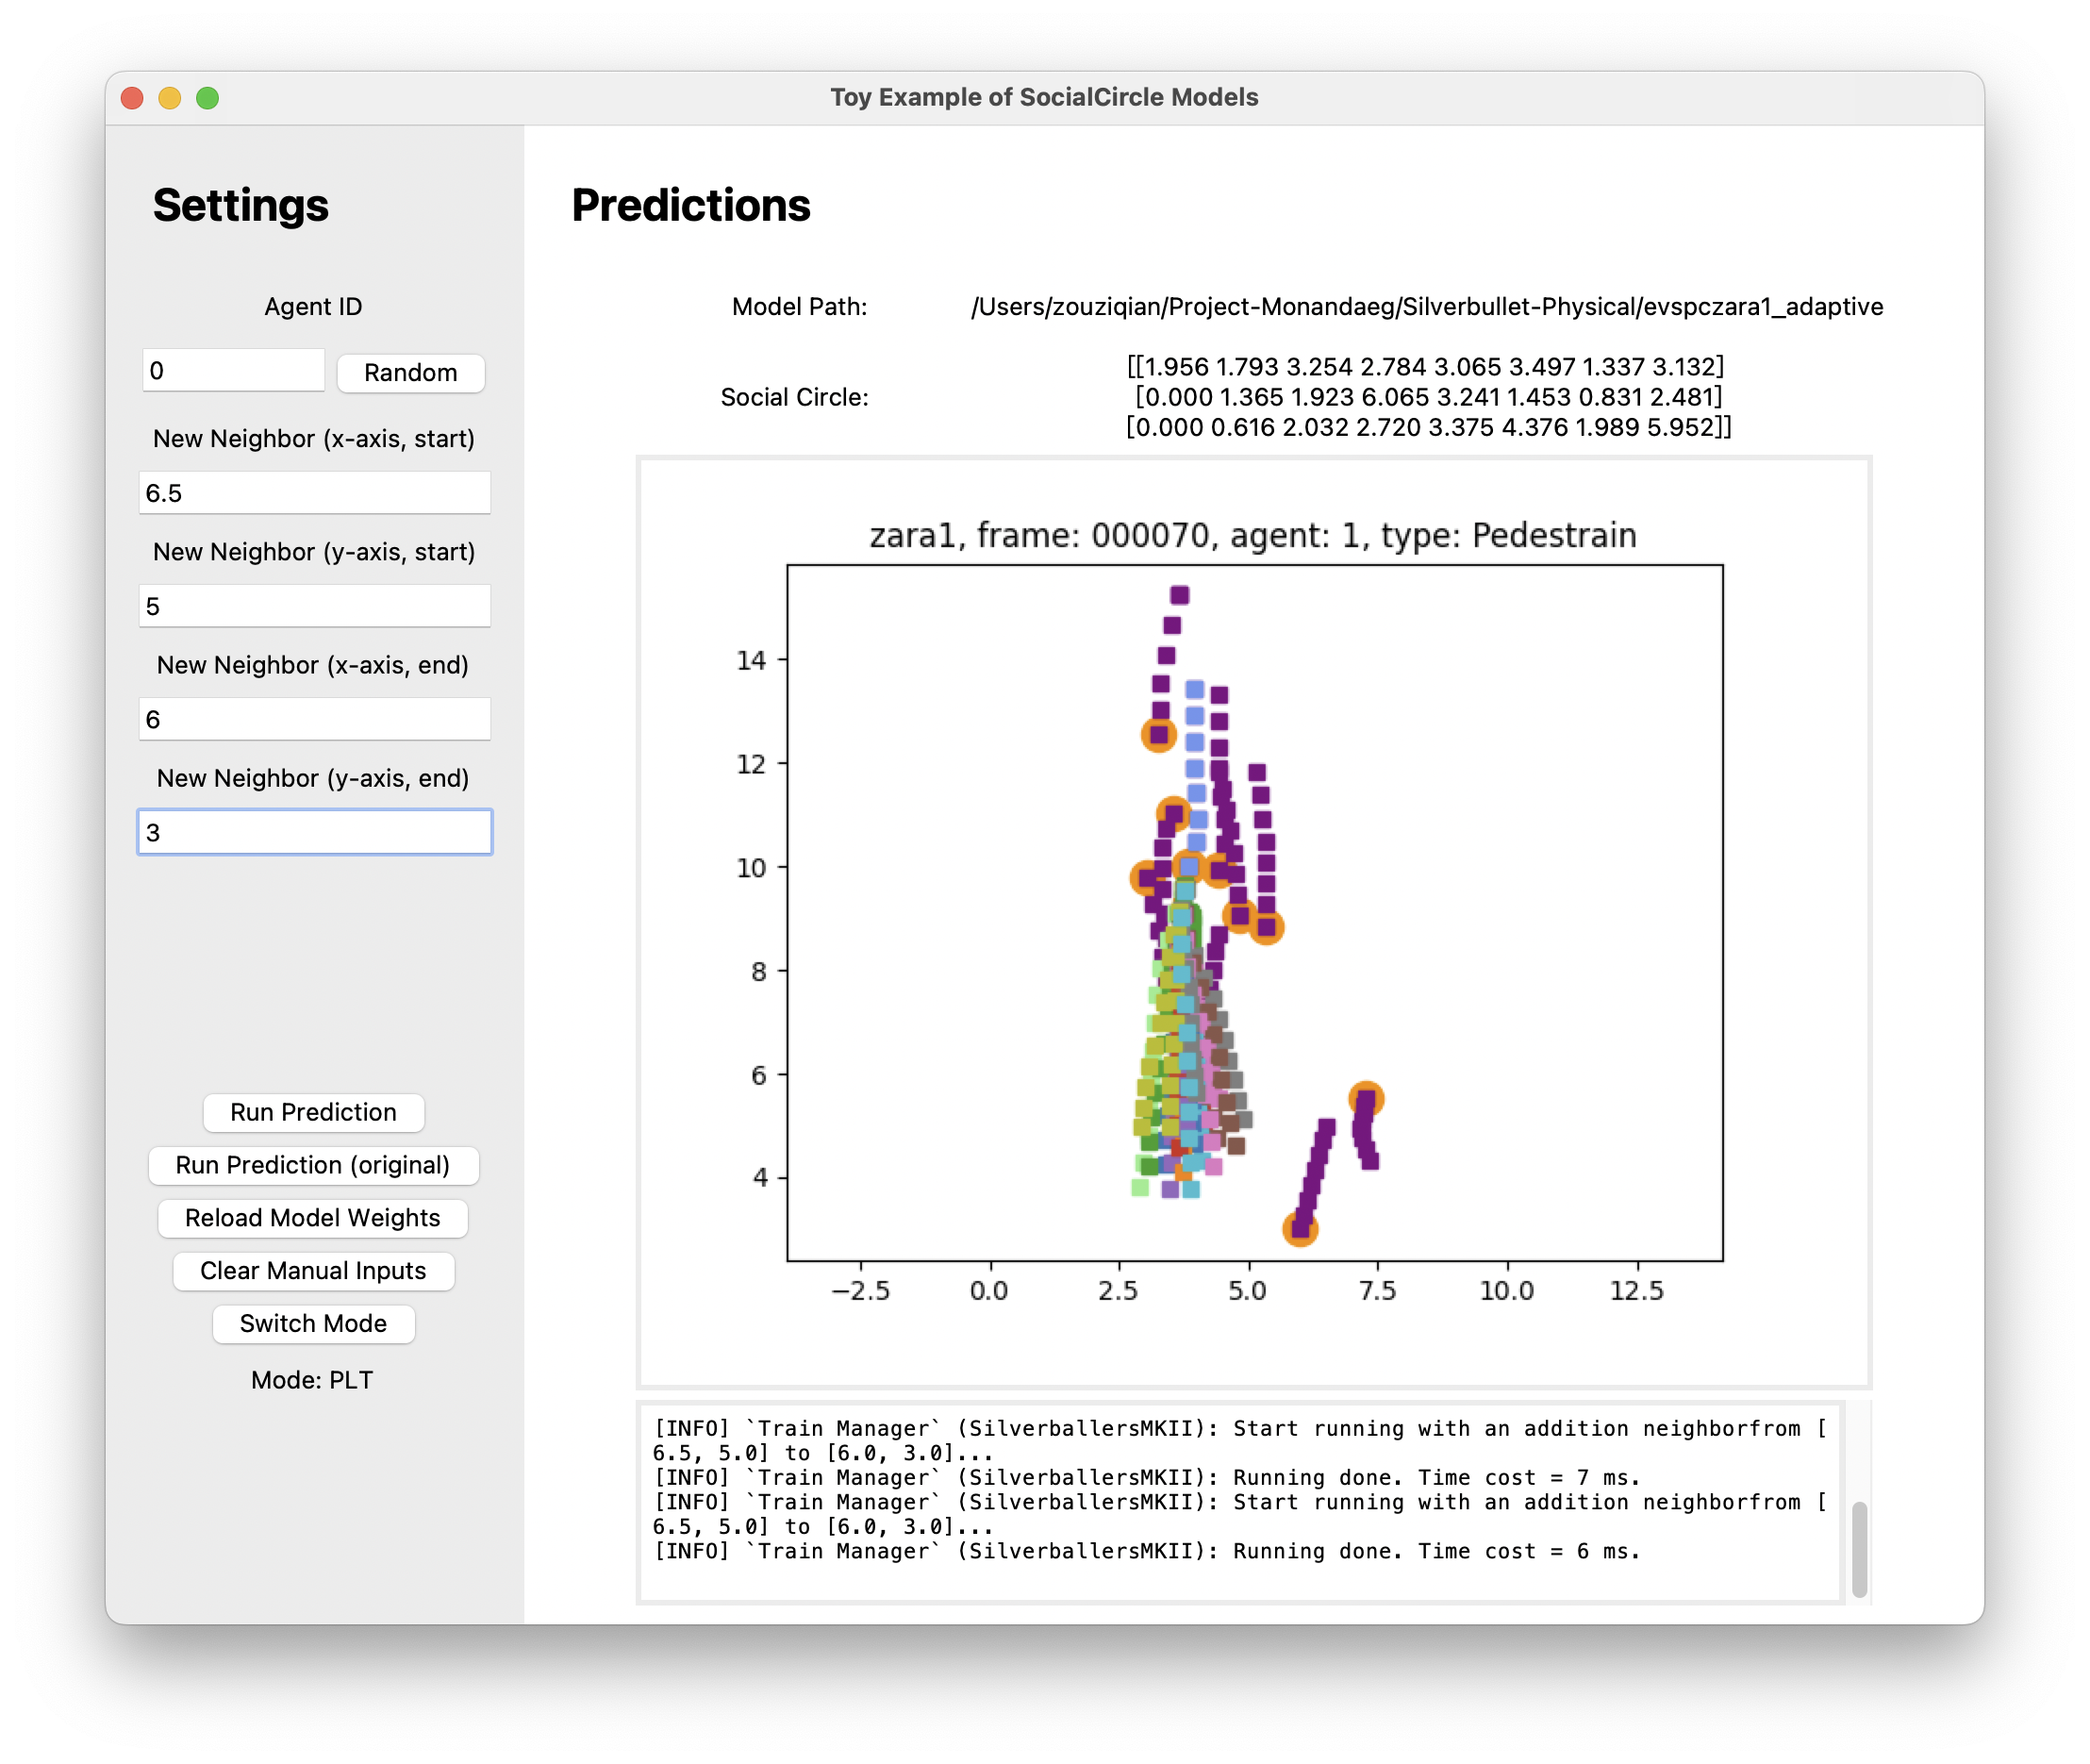 Toy Example of SocialCircle Models
Settings
Agent ID
0
Random
New Neighbor (x-axis, start)
6.5
New Neighbor (y-axis, start)
5
New Neighbor (x-axis, end)
6
New Neighbor (y-axis, end)
3
Run Prediction
Run Prediction (original)
Reload Model Weights
Clear Manual Inputs
Switch Mode
Mode: PLT
Predictions
Model Path: /Users/zouziqian/Project-Monandaeg/Silverbullet-Physical/evspczara1_adaptive
Social Circle:
[[1.956 1.793 3.254 2.784 3.065 3.497 1.337 3.132]
[0.000 1.365 1.923 6.065 3.241 1.453 0.831 2.481]
[0.000 0.616 2.032 2.720 3.375 4.376 1.989 5.952]]
zara1, frame: 000070, agent: 1, type: Pedestrain
14
12
10
8
6
4
−2.5 0.0 2.5 5.0 7.5 10.0 12.5
[INFO] `Train Manager` (SilverballersMKII): Start running with an addition neighborfrom [
6.5, 5.0] to [6.0, 3.0]...
[INFO] `Train Manager` (SilverballersMKII): Running done. Time cost = 7 ms.
[INFO] `Train Manager` (SilverballersMKII): Start running with an addition neighborfrom [
6.5, 5.0] to [6.0, 3.0]...
[INFO] `Train Manager` (SilverballersMKII): Running done. Time cost = 6 ms.